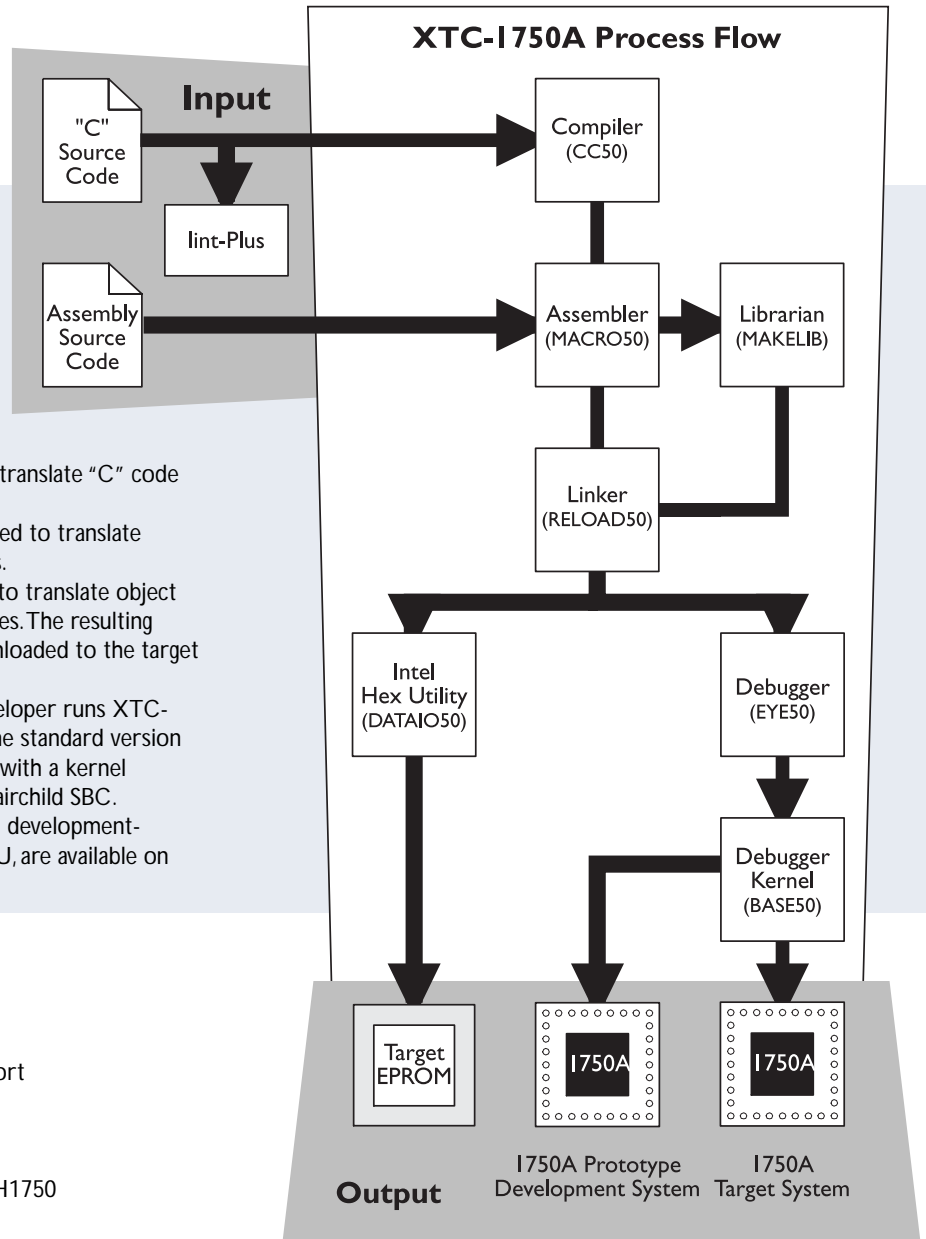 XTC-1750A Process Flow
Input
"C"
Source
Code
Compiler
(CC50)
lint-Plus
Assembly
Source
Code
Assembler
(MACRO50)
Librarian
(MAKELIB)
Linker
(RELOAD50)
translate “C” code
ed to translate
to translate object
es. The resulting
nloaded to the target
eloper runs XTC-
ne standard version
with a kernel
airchild SBC.
development-
U, are available on
Intel
Hex Utility
(DATAIO50)
Debugger
(EYE50)
Debugger
Kernel
(BASE50)
ort
H1750
Target
EPROM
1750A
1750A
1750A Prototype
Development System
1750A
Target System
Output